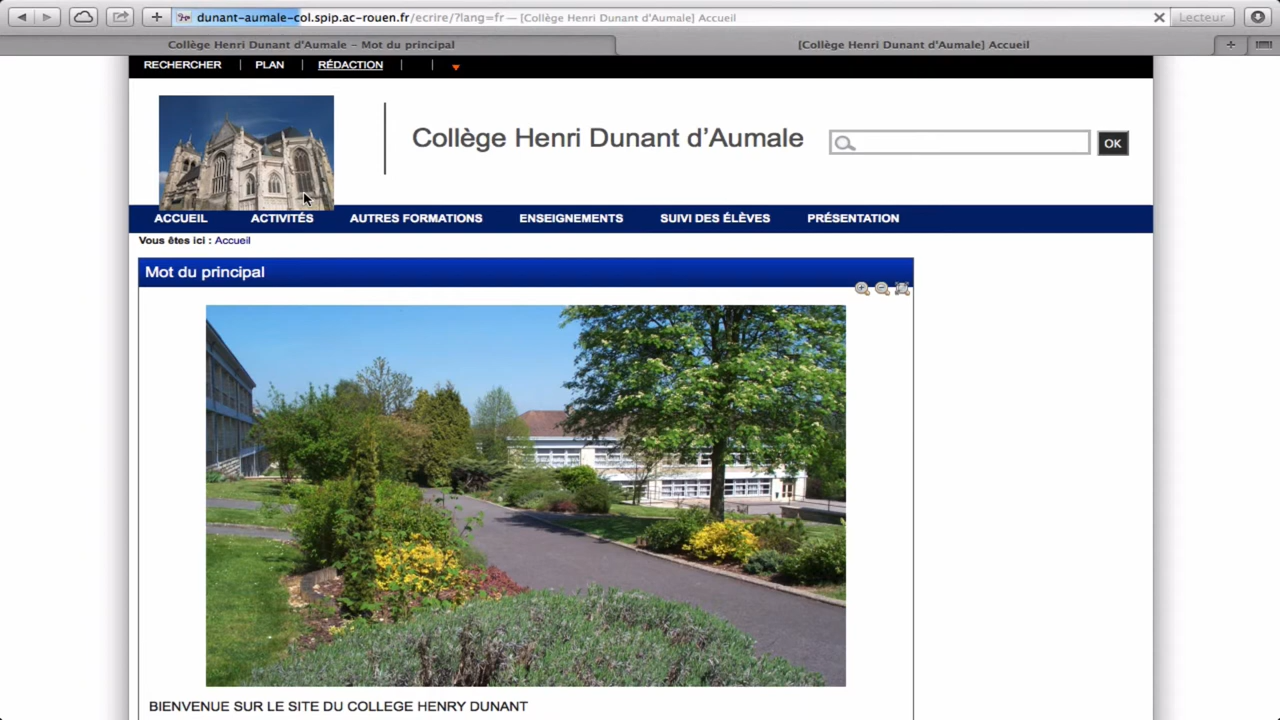 dunant-aumale-col.spip.ac-rouen.fr/ecrire/?lang=fr — [Collège Henri Dunant d'Aumale] Accueil
Lecteur
Collège Henri Dunant d'Aumale – Mot du principal
[Collège Henri Dunant d'Aumale] Accueil
RECHERCHER | PLAN | RÉDACTION | |
Collège Henri Dunant d’Aumale
OK
ACCUEIL ACTIVITÉS AUTRES FORMATIONS ENSEIGNEMENTS SUIVI DES ÉLÈVES PRÉSENTATION
Vous êtes ici : Accueil
Mot du principal
BIENVENUE SUR LE SITE DU COLLEGE HENRY DUNANT